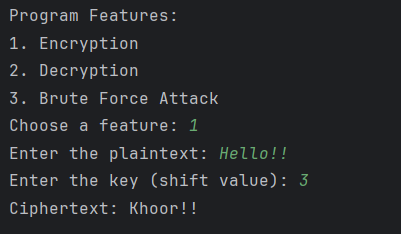 Program Features:
1. Encryption
2. Decryption
3. Brute Force Attack
Choose a feature: 1
Enter the plaintext: Hello!!
Enter the key (shift value): 3
Ciphertext: Khoor!!